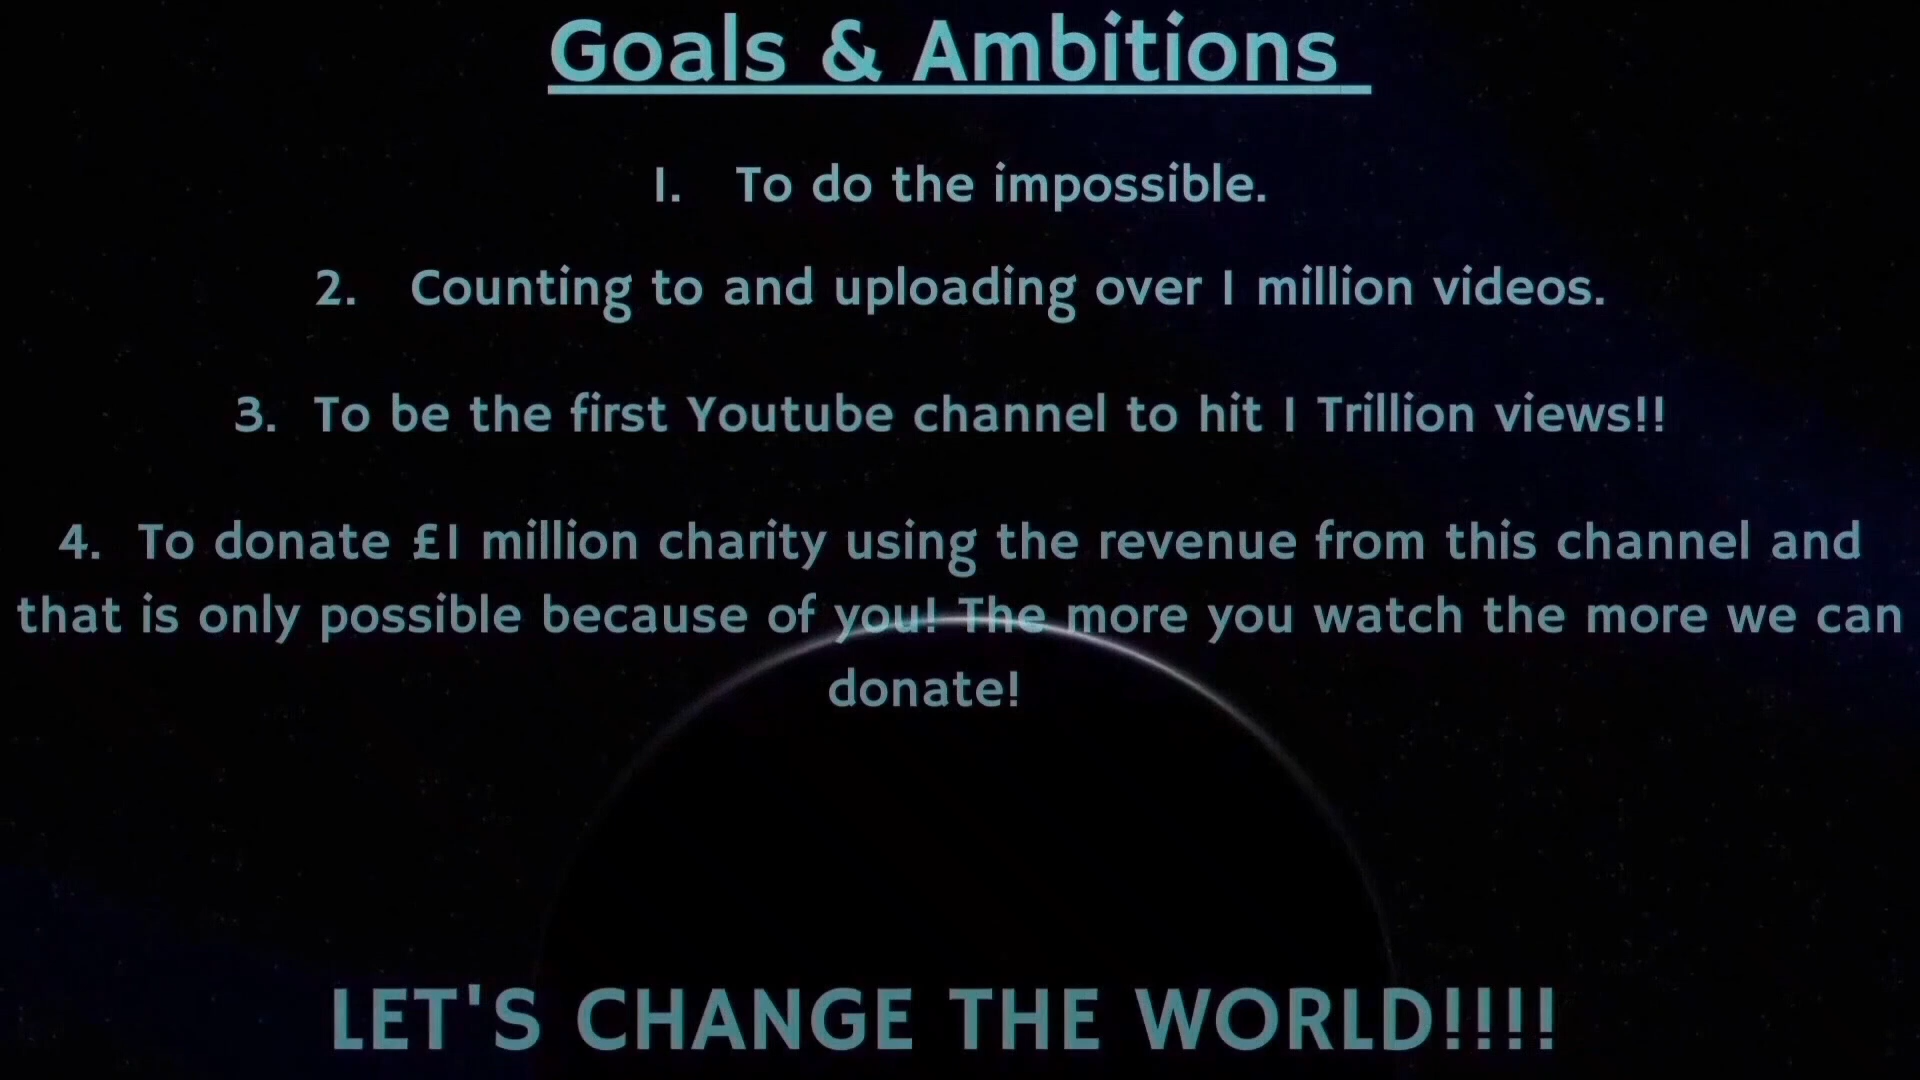 Goals & Ambitions
1. To do the impossible.
2. Counting to and uploading over 1 million videos.
3. To be the first Youtube channel to hit 1 Trillion views!!
4. To donate £1 million charity using the revenue from this channel and
that is only possible because of you! The more you watch the more we can
donate!
LET'S CHANGE THE WORLD!!!!